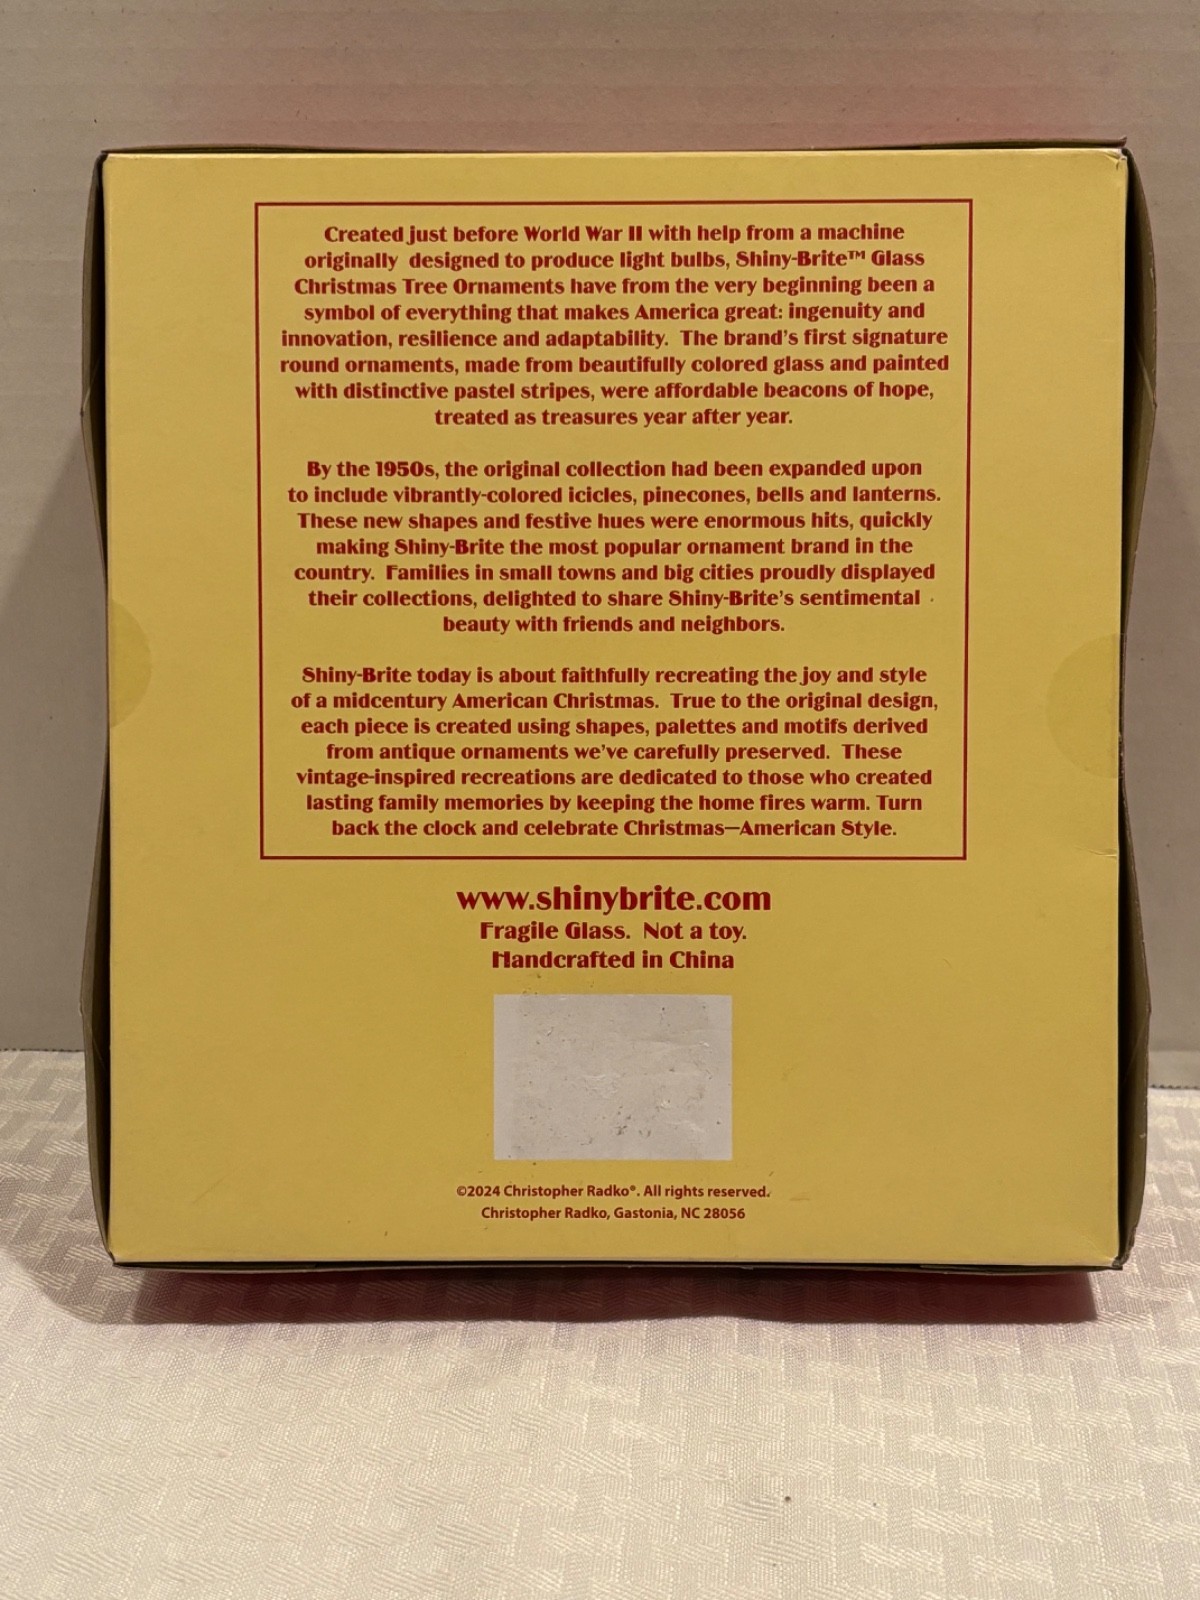 Created just before World War II with help from a machine
originally designed to produce light bulbs, Shiny-Brite™ Glass
Christmas Tree Ornaments have from the very beginning been a
symbol of everything that makes America great: ingenuity and
innovation, resilience and adaptability. The brand's first signature
round ornaments, made from beautifully colored glass and painted
with distinctive pastel stripes, were affordable beacons of hope,
treated as treasures year after year.
By the 1950s, the original collection had been expanded upon
to include vibrantly-colored icicles, pinecones, bells and lanterns.
These new shapes and festive hues were enormous hits, quickly
making Shiny-Brite the most popular ornament brand in the
country. Families in small towns and big cities proudly displayed
their collections, delighted to share Shiny-Brite's sentimental
beauty with friends and neighbors.
Shiny-Brite today is about faithfully recreating the joy and style
of a midcentury American Christmas. True to the original design,
each piece is created using shapes, palettes and motifs derived
from antique ornaments we've carefully preserved. These
vintage-inspired recreations are dedicated to those who created
lasting family memories by keeping the home fires warm. Turn
back the clock and celebrate Christmas—American Style.
www.shinybrite.com
Fragile Glass. Not a toy.
Handcrafted in China
©2024 Christopher Radko®. All rights reserved.
Christopher Radko, Gastonia, NC 28056